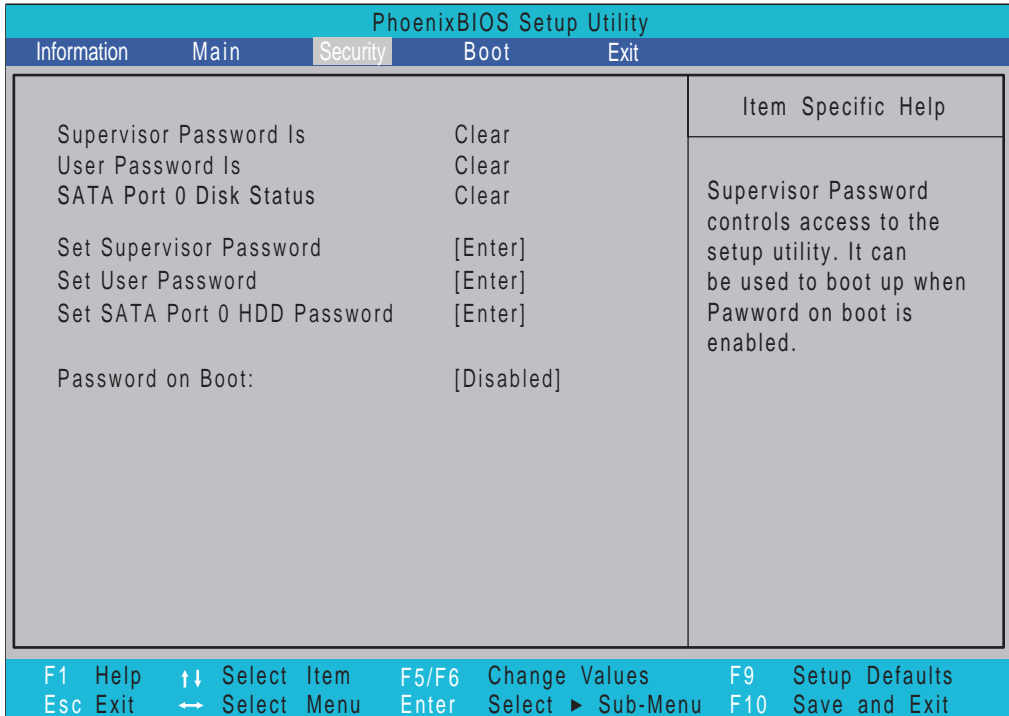 PhoenixBIOS Setup Utility
Information Main Security Boot Exit
Supervisor Password Is Clear
User Password Is Clear
SATA Port 0 Disk Status Clear
Set Supervisor Password [Enter]
Set User Password [Enter]
Set SATA Port 0 HDD Password [Enter]
Password on Boot: [Disabled]
Item Specific Help
Supervisor Password
controls access to the
setup utility. It can
be used to boot up when
Pawword on boot is
enabled.
F1 Help ↑↓ Select Item F5/F6 Change Values F9 Setup Defaults
Esc Exit ↔ Select Menu Enter Select ► Sub-Menu F10 Save and Exit